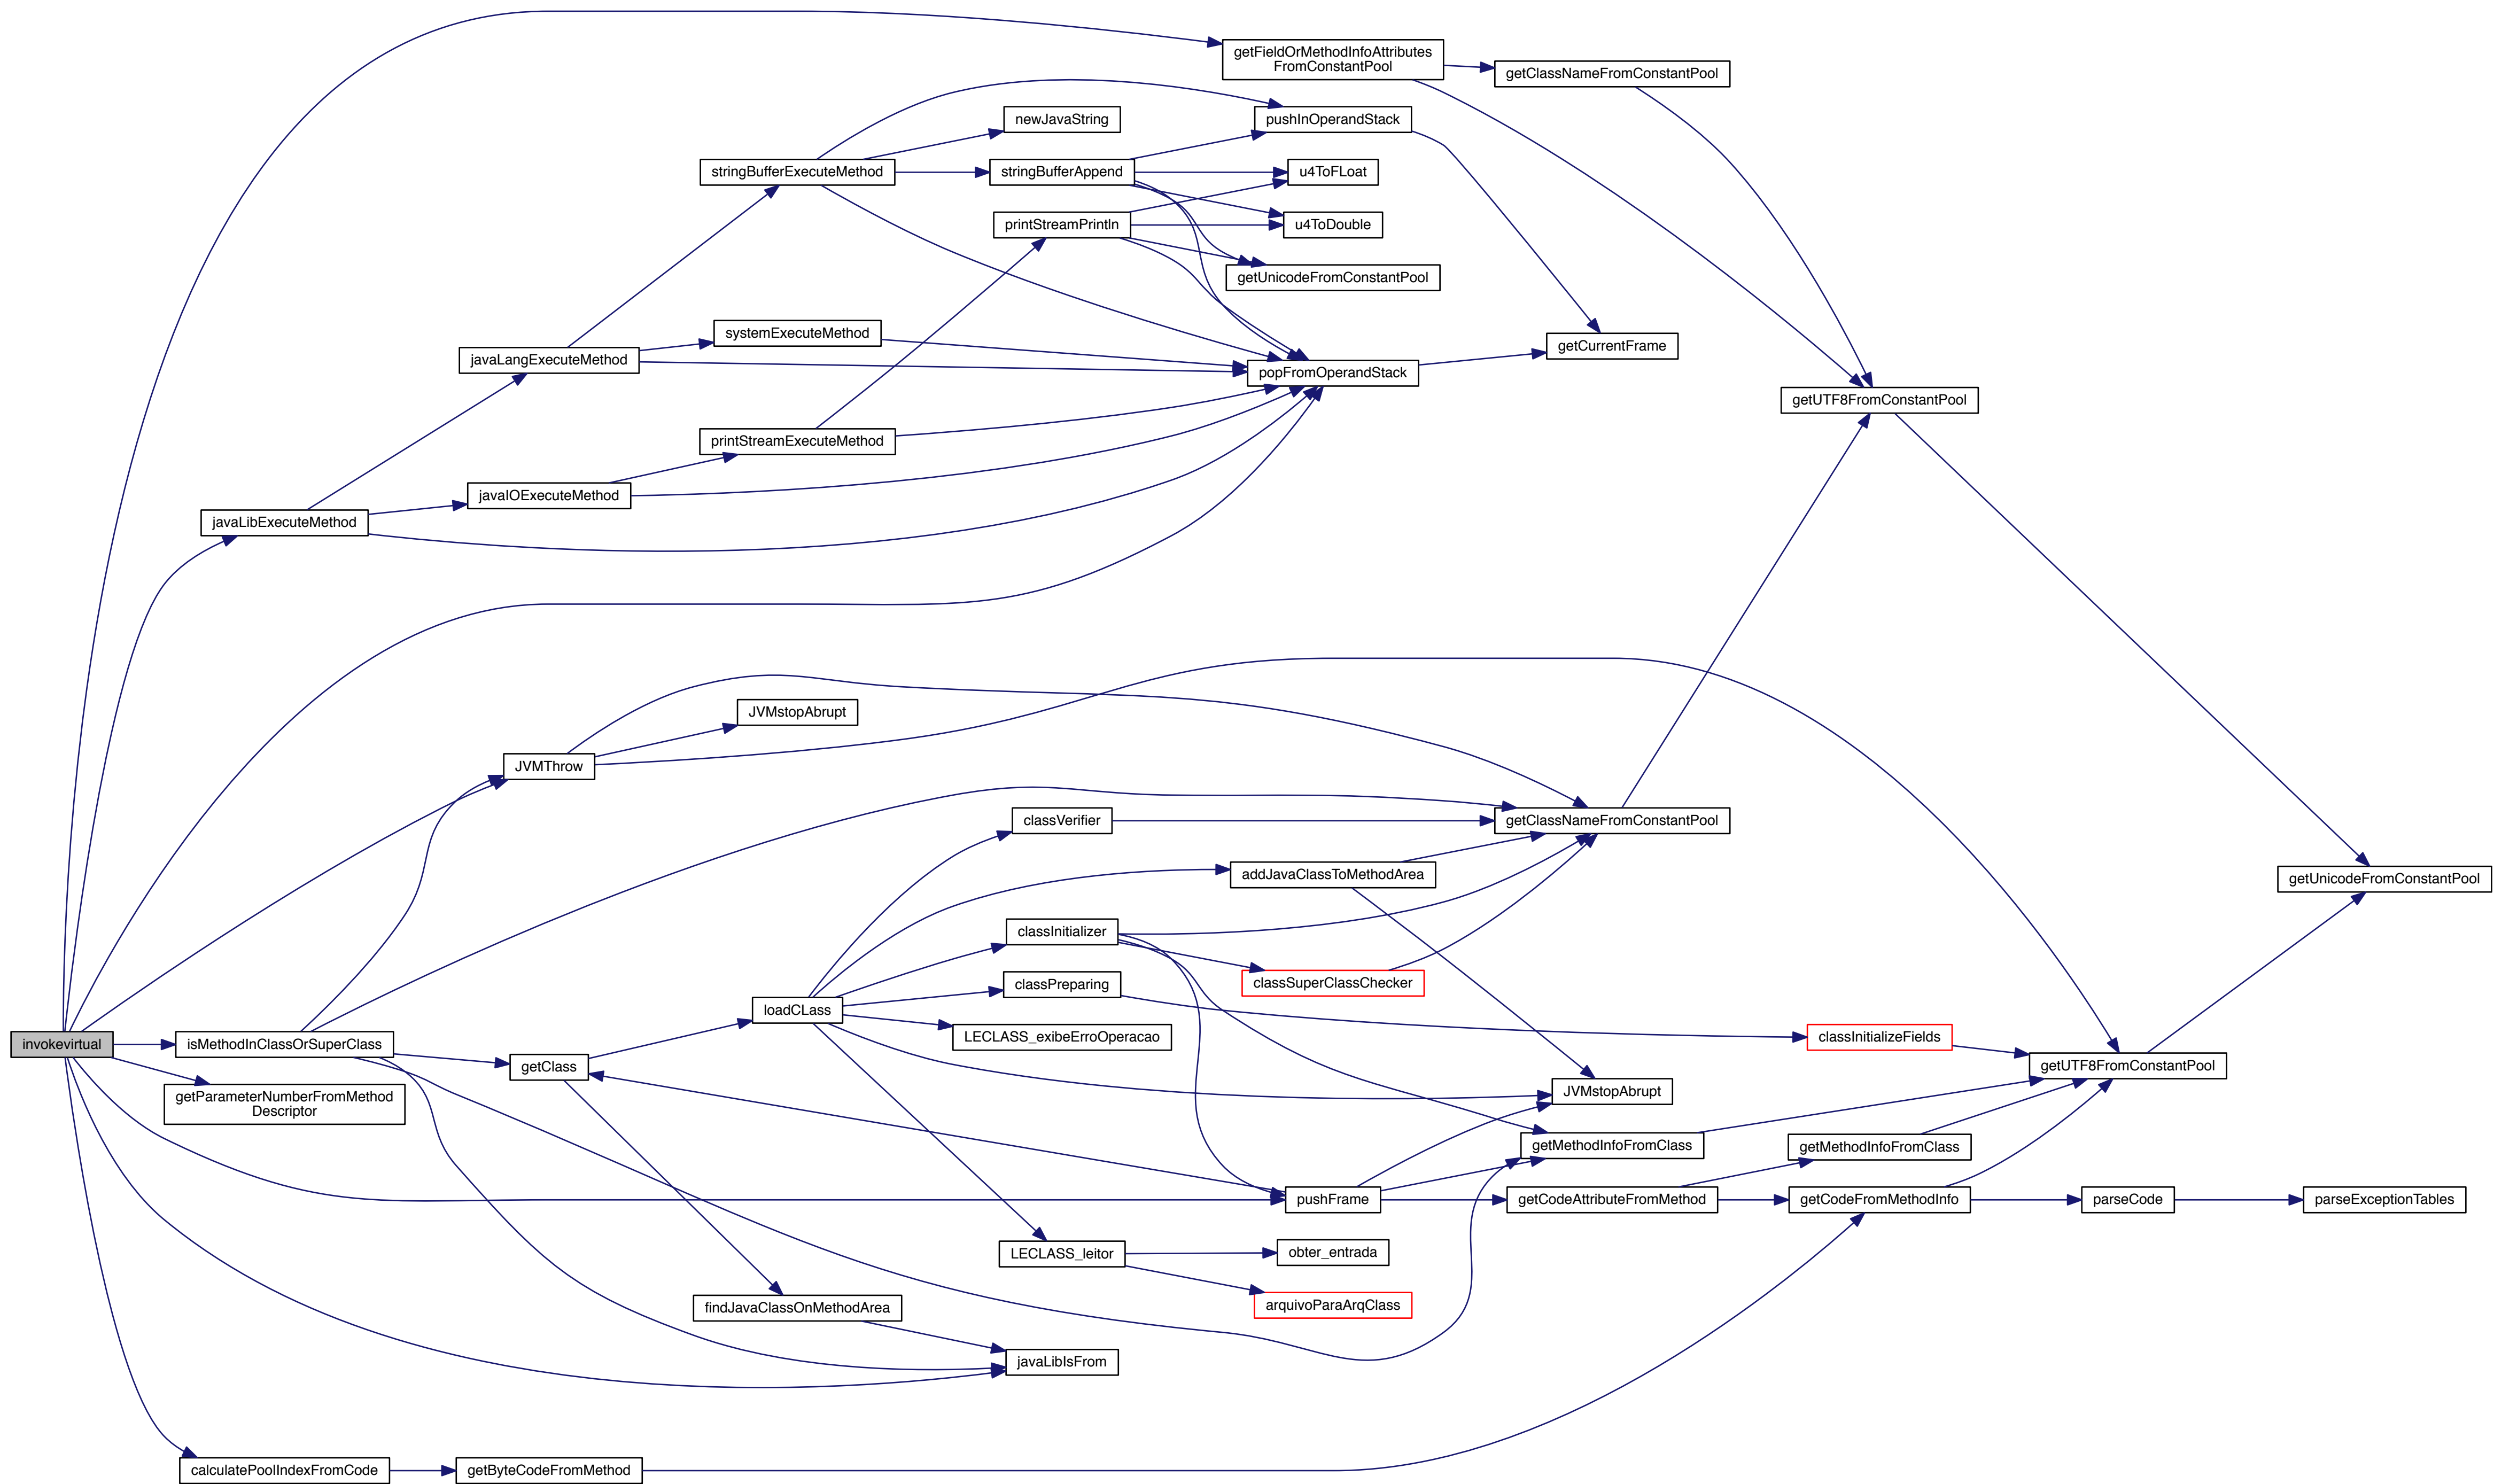 getFieldOrMethodInfoAttributes
FromConstantPool
getClassNameFromConstantPool
newJavaString
pushInOperandStack
stringBufferExecuteMethod
stringBufferAppend
u4ToFLoat
printStreamPrintln
u4ToDouble
getUnicodeFromConstantPool
systemExecuteMethod
getCurrentFrame
javaLangExecuteMethod
popFromOperandStack
getUTF8FromConstantPool
printStreamExecuteMethod
javaIOExecuteMethod
javaLibExecuteMethod
JVMstopAbrupt
JVMThrow
classVerifier
getClassNameFromConstantPool
addJavaClassToMethodArea
getUnicodeFromConstantPool
classInitializer
classSuperClassChecker
classPreparing
loadCLass
LECLASS_exibeErroOperacao
classInitializeFields
invokevirtual
isMethodInClassOrSuperClass
getClass
getUTF8FromConstantPool
getParameterNumberFromMethod
Descriptor
JVMstopAbrupt
getMethodInfoFromClass
getMethodInfoFromClass
pushFrame
getCodeAttributeFromMethod
getCodeFromMethodInfo
parseCode
parseExceptionTables
LECLASS_leitor
obter_entrada
findJavaClassOnMethodArea
arquivoParaArqClass
javaLibIsFrom
calculatePoolIndexFromCode
getByteCodeFromMethod